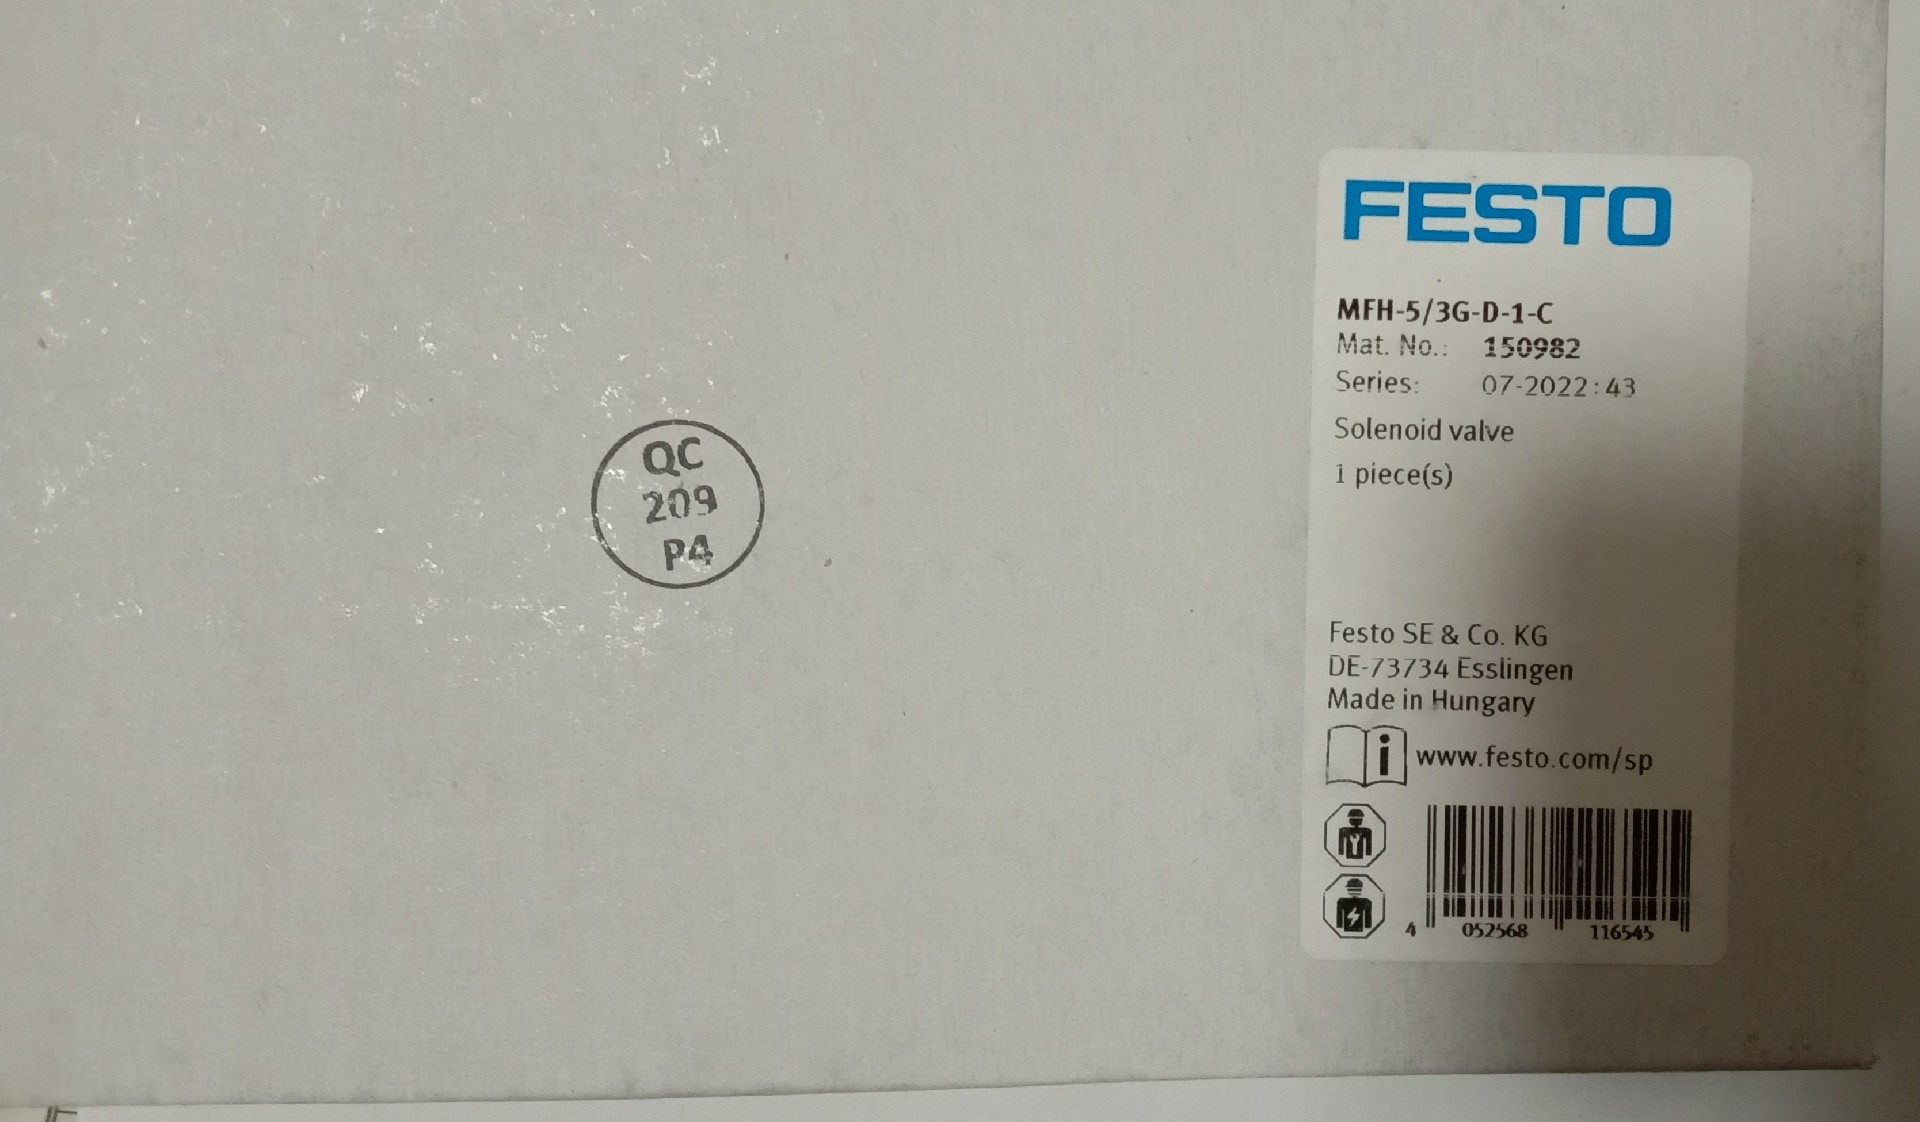 FESTO
MFH-5/3G-D-1-C
Mat. No.: 150982
Series: 07-2022:43
Solenoid valve
1 piece(s)
QC
209
P4
Festo SE & Co. KG
DE-73734 Esslingen
Made in Hungary
i www.festo.com/sp
4 052568 116545